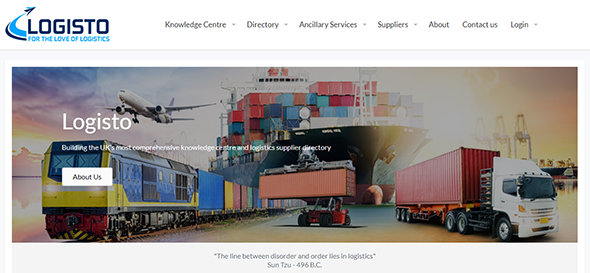 LOGISTO
FOR THE LOVE OF LOGISTICS
Knowledge Centre Directory Ancillary Services Suppliers About Contact us Login
Logisto
Building the UK's most comprehensive knowledge centre and logistics supplier directory
About Us
"The line between disorder and order lies in logistics"
Sun Tzu - 496 B.C.